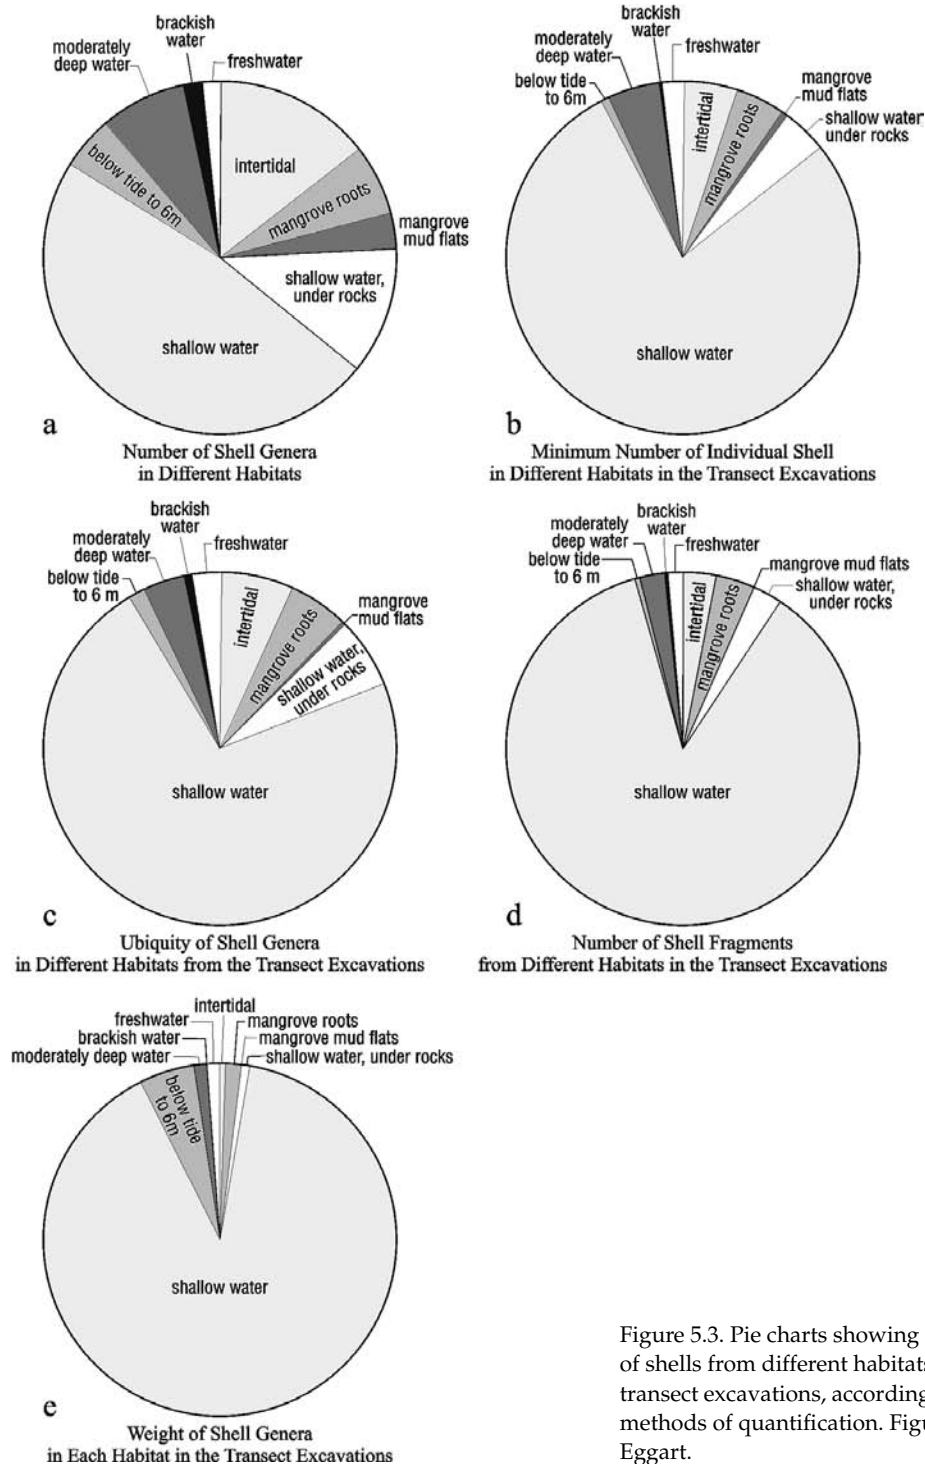 brackish
water
moderately
deep water
freshwater
below tide to 6m
intertidal
mangrove roots
mangrove
mud flats
shallow water,
under rocks
shallow water
a
Number of Shell Genera
in Different Habitats
brackish
water
moderately
deep water
freshwater
below tide
to 6m
intertidal
mangrove roots
mangrove
mud flats
shallow water
under rocks
shallow water
b
Minimum Number of Individual Shell
in Different Habitats in the Transect Excavations
brackish
water
moderately
deep water
freshwater
below tide
to 6 m
intertidal
mangrove roots
mangrove
mud flats
shallow water,
under rocks
shallow water
c
Ubiquity of Shell Genera
in Different Habitats from the Transect Excavations
brackish
water
moderately
deep water
freshwater
below tide
to 6 m
intertidal
mangrove roots
mangrove mud flats
shallow water,
under rocks
shallow water
d
Number of Shell Fragments
from Different Habitats in the Transect Excavations
intertidal
freshwater
mangrove roots
brackish water
mangrove mud flats
moderately deep water
shallow water, under rocks
below tide
to 6m
shallow water
e
Weight of Shell Genera
in Each Habitat in the Transect Excavations
Figure 5.3. Pie charts showing
of shells from different habitats
transect excavations, according
methods of quantification. Figu
Eggart.